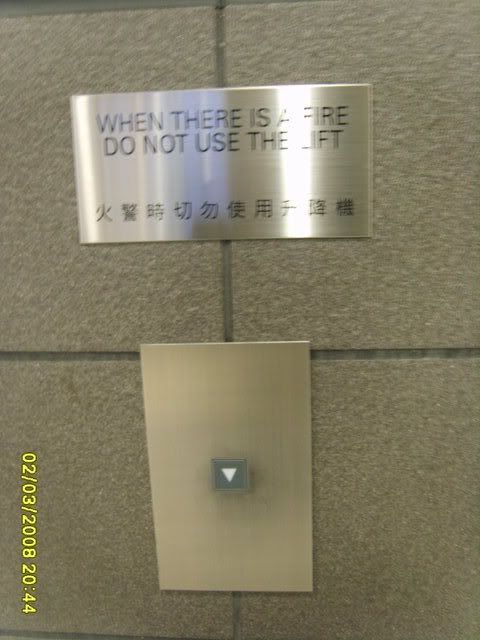 WHEN THERE IS A FIRE
DO NOT USE THE LIFT
火警時切勿使用升降機
02/03/2008 20:44